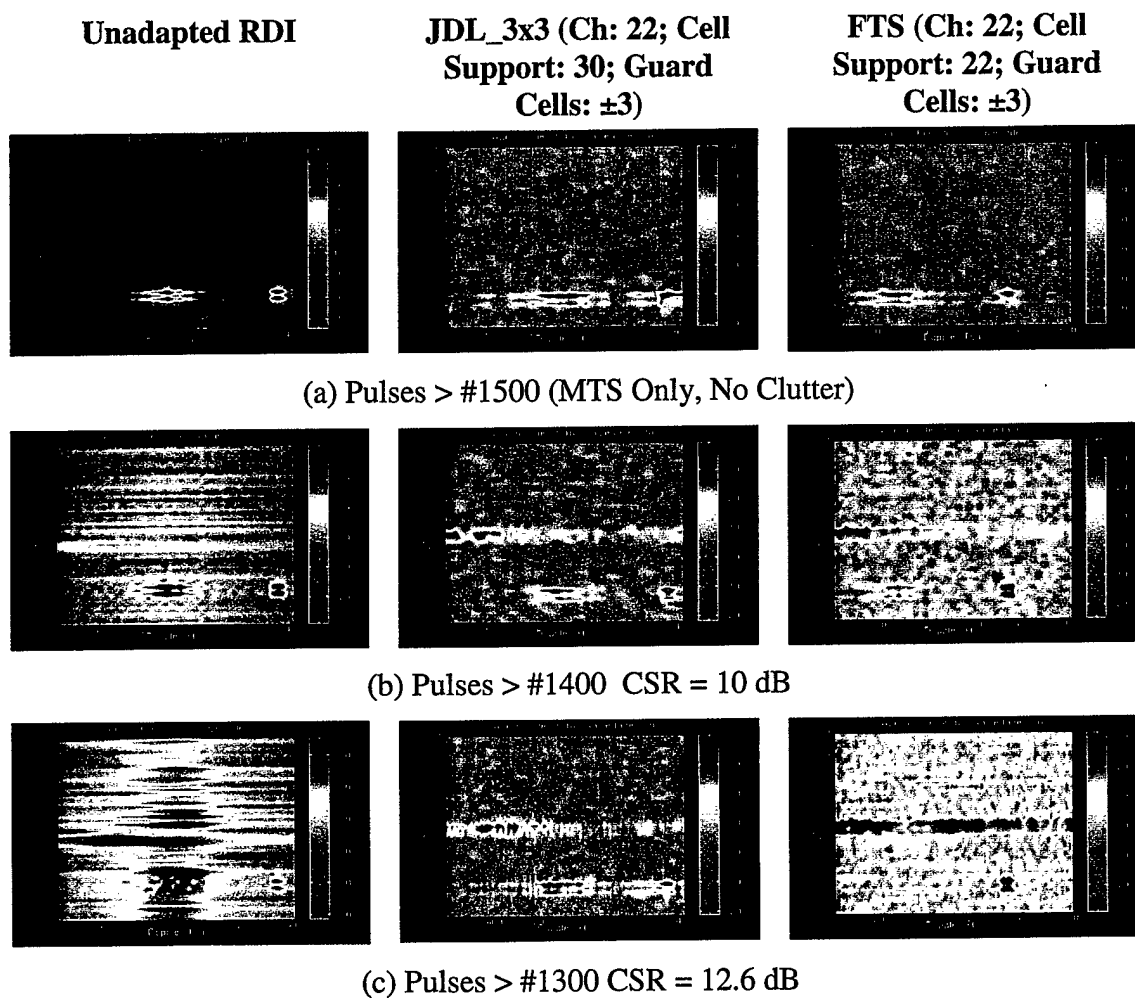 Unadapted RDI
JDL_3x3 (Ch: 22; Cell
Support: 30; Guard
Cells: ±3)
FTS (Ch: 22; Cell
Support: 22; Guard
Cells: ±3)
(a) Pulses > #1500 (MTS Only, No Clutter)
(b) Pulses > #1400 CSR = 10 dB
(c) Pulses > #1300 CSR = 12.6 dB